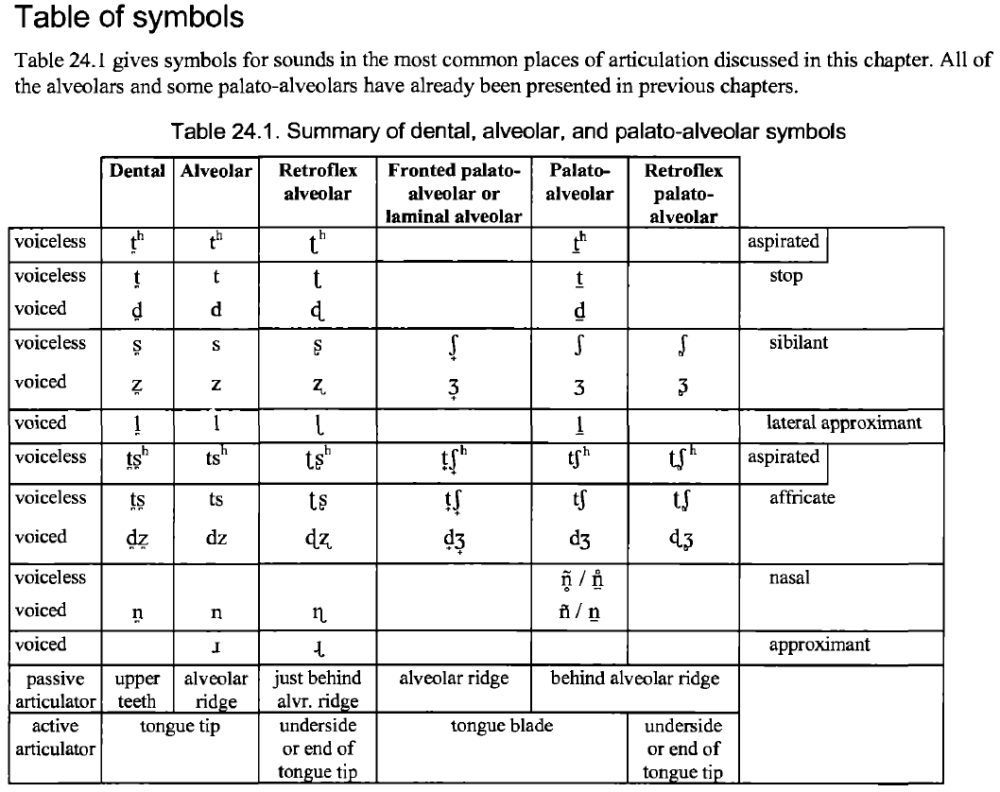 Table of symbols
Table 24.1 gives symbols for sounds in the most common places of articulation discussed in this chapter. All of
the alveolars and some palato-alveolars have already been presented in previous chapters.
Table 24.1. Summary of dental, alveolar, and palato-alveolar symbols
Dental Alveolar Retroflex alveolar Fronted palato-alveolar or laminal alveolar Palato-alveolar Retroflex palato-alveolar
voiceless t̪ʰ tʰ ʈʰ t̠ʰ aspirated
voiceless t̪ t ʈ t̠ stop
voiced d̪ d ɖ d̠
voiceless s̪ s ʂ ʃ̟ ʃ ʃ̢ sibilant
voiced z̪ z ʐ ʒ̟ ʒ ʒ̢
voiced l̪ l ɭ l̠ lateral approximant
voiceless t̪s̪ʰ tsʰ ʈʂʰ t̟ʃ̟ʰ tʃʰ ʈʃ̢ʰ aspirated
voiceless t̪s̪ ts ʈʂ t̟ʃ̟ tʃ ʈʃ̢ affricate
voiced d̪z̪ dz ɖʐ d̟ʒ̟ dʒ ɖʒ̢
voiceless ñ̥ / n̠̊ nasal
voiced n̪ n ɳ ñ / n̠
voiced ɹ ɻ approximant
passive articulator upper teeth alveolar ridge just behind alvr. ridge alveolar ridge behind alveolar ridge
active articulator tongue tip underside or end of tongue tip tongue blade underside or end of tongue tip